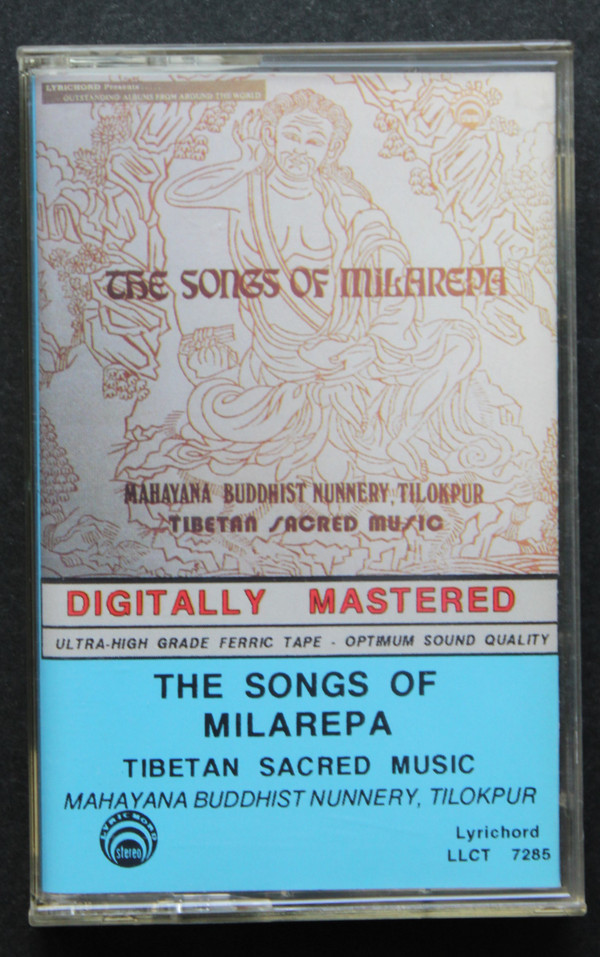 LYRICHORD Presents.....
OUTSTANDING ALBUMS FROM AROUND THE WORLD
THE SONGS OF MILAREPA
MAHAYANA BUDDHIST NUNNERY, TILOKPUR
TIBETAN SACRED MUSIC
DIGITALLY MASTERED
ULTRA-HIGH GRADE FERRIC TAPE - OPTIMUM SOUND QUALITY
THE SONGS OF
MILAREPA
TIBETAN SACRED MUSIC
MAHAYANA BUDDHIST NUNNERY, TILOKPUR
LYRICHORD
stereo
Lyrichord
LLCT 7285